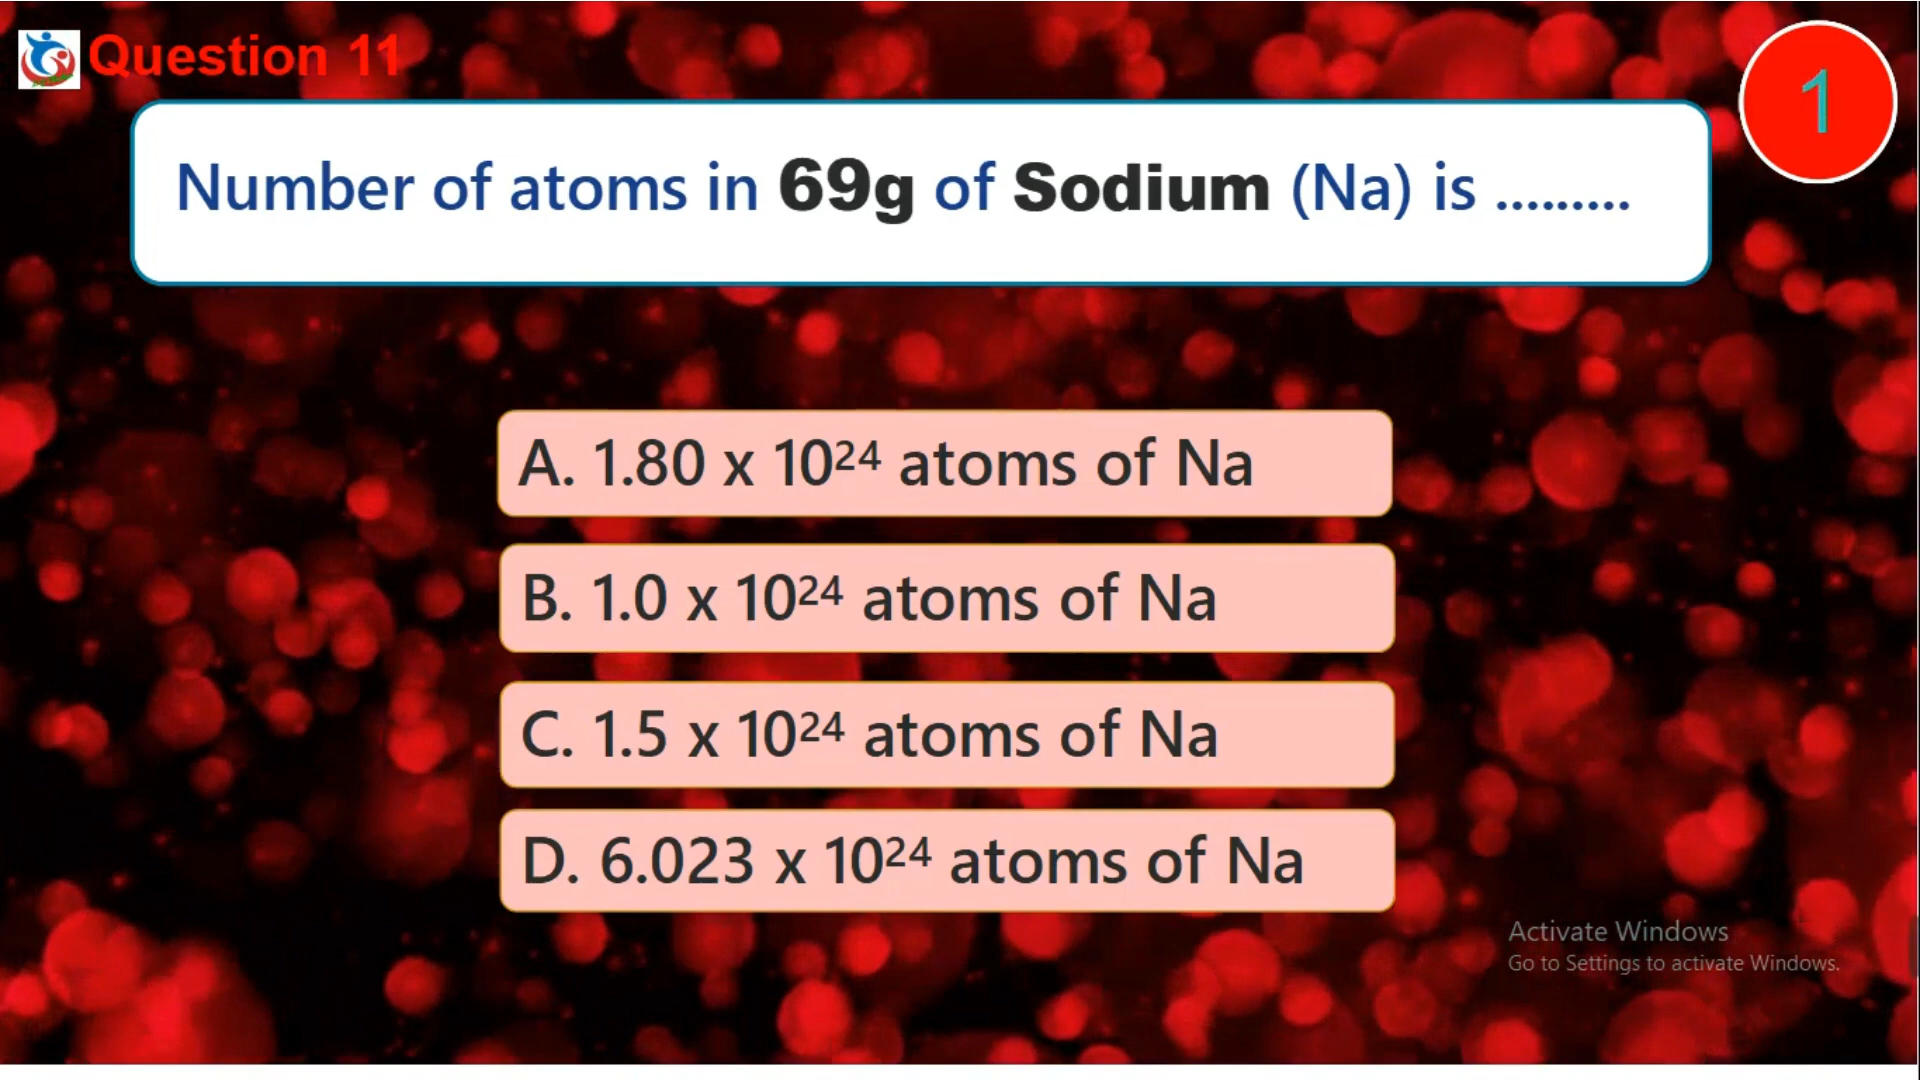 Question 11
1
Number of atoms in 69g of Sodium (Na) is .........
A. 1.80 x 10²⁴ atoms of Na
B. 1.0 x 10²⁴ atoms of Na
C. 1.5 x 10²⁴ atoms of Na
D. 6.023 x 10²⁴ atoms of Na
Activate Windows
Go to Settings to activate Windows.